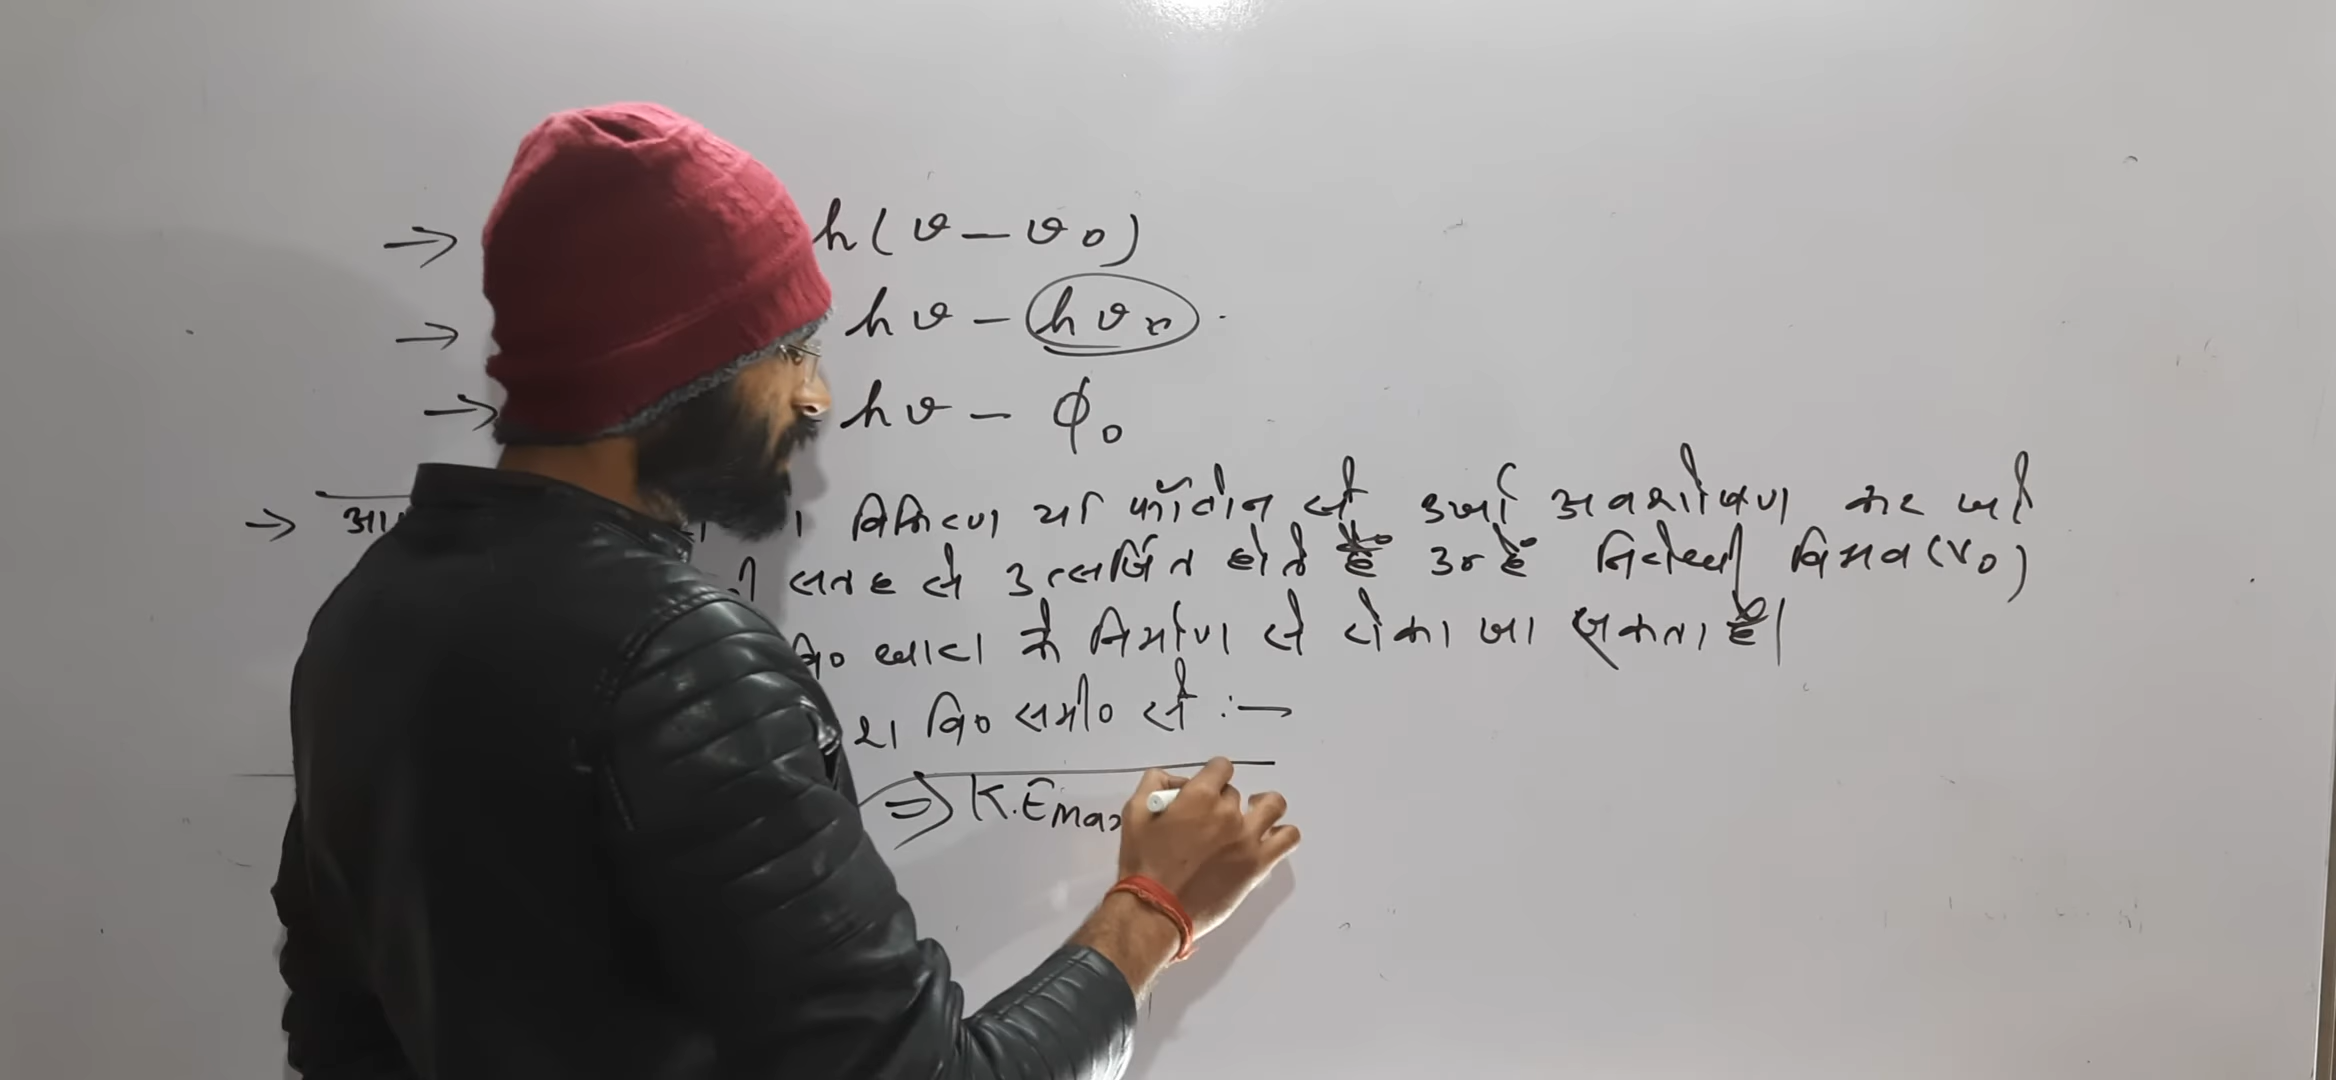 → h(ν – ν₀)
→ hν – hν₀
→ hν – ϕ₀
→ विकिरण या फोटोन से ऊर्जा अवशोषण कर जो
सतह से उत्सर्जित होते है उन्हे निरोधी विभव (V₀)
वि० धारा के निर्माण से रोका जा सकता है।
वि० समी० से :→
⇒ K.Emax